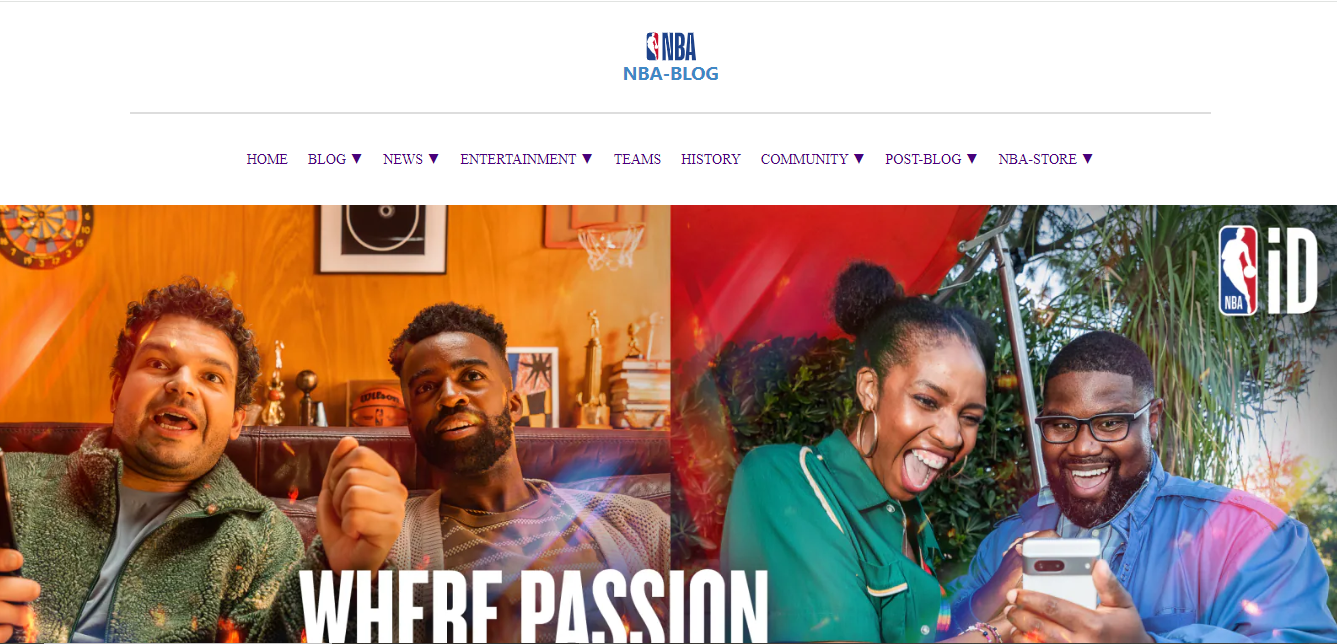 NBA
NBA-BLOG
HOME BLOG ▼ NEWS ▼ ENTERTAINMENT ▼ TEAMS HISTORY COMMUNITY ▼ POST-BLOG ▼ NBA-STORE ▼
NBA iD
Wilson
WHERE PASSION